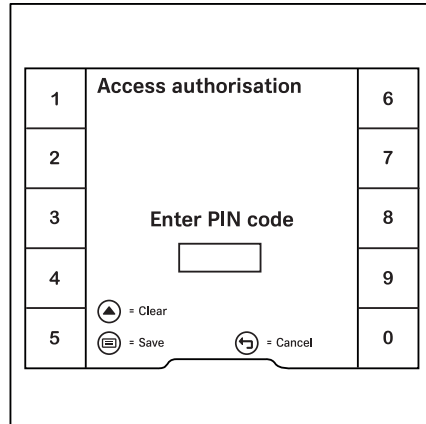 Access authorisation
1
2
3
4
5
6
7
8
9
0
Enter PIN code
= Clear
= Save
= Cancel